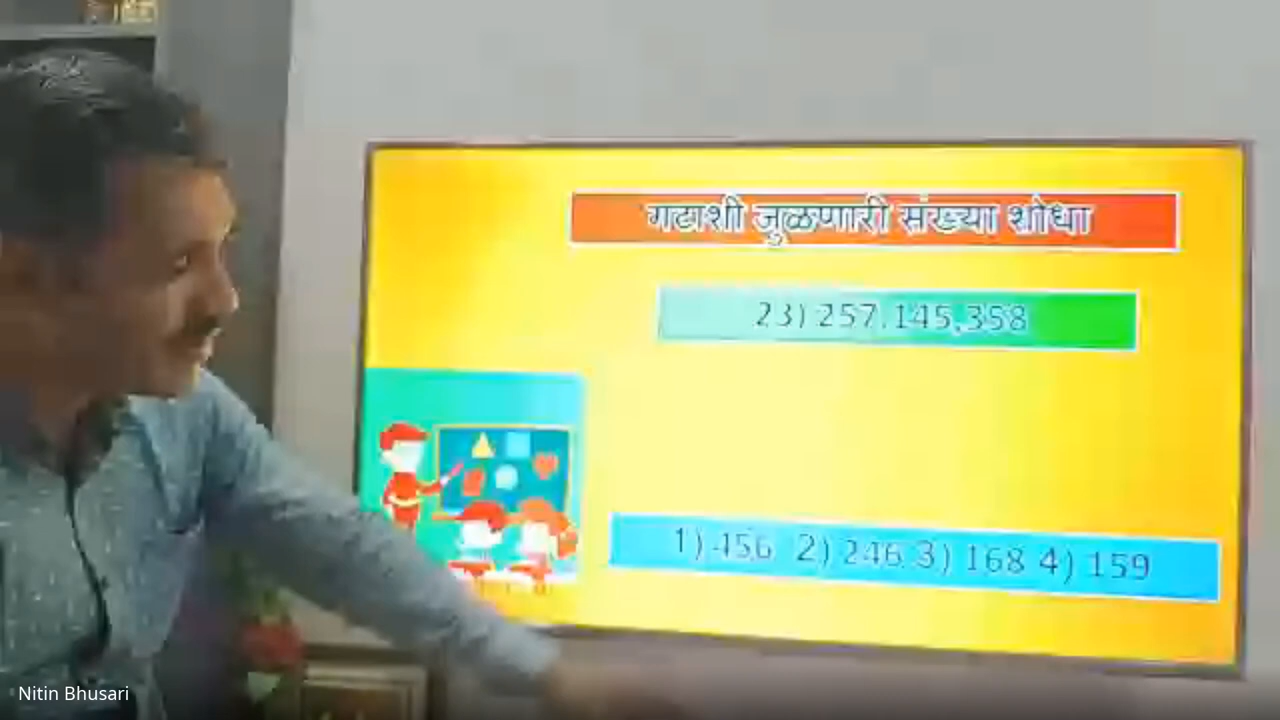 गटाशी जुळणारी संख्या शोधा
23) 257,145,358
1) 456 2) 246 3) 168 4) 159
Nitin Bhusari